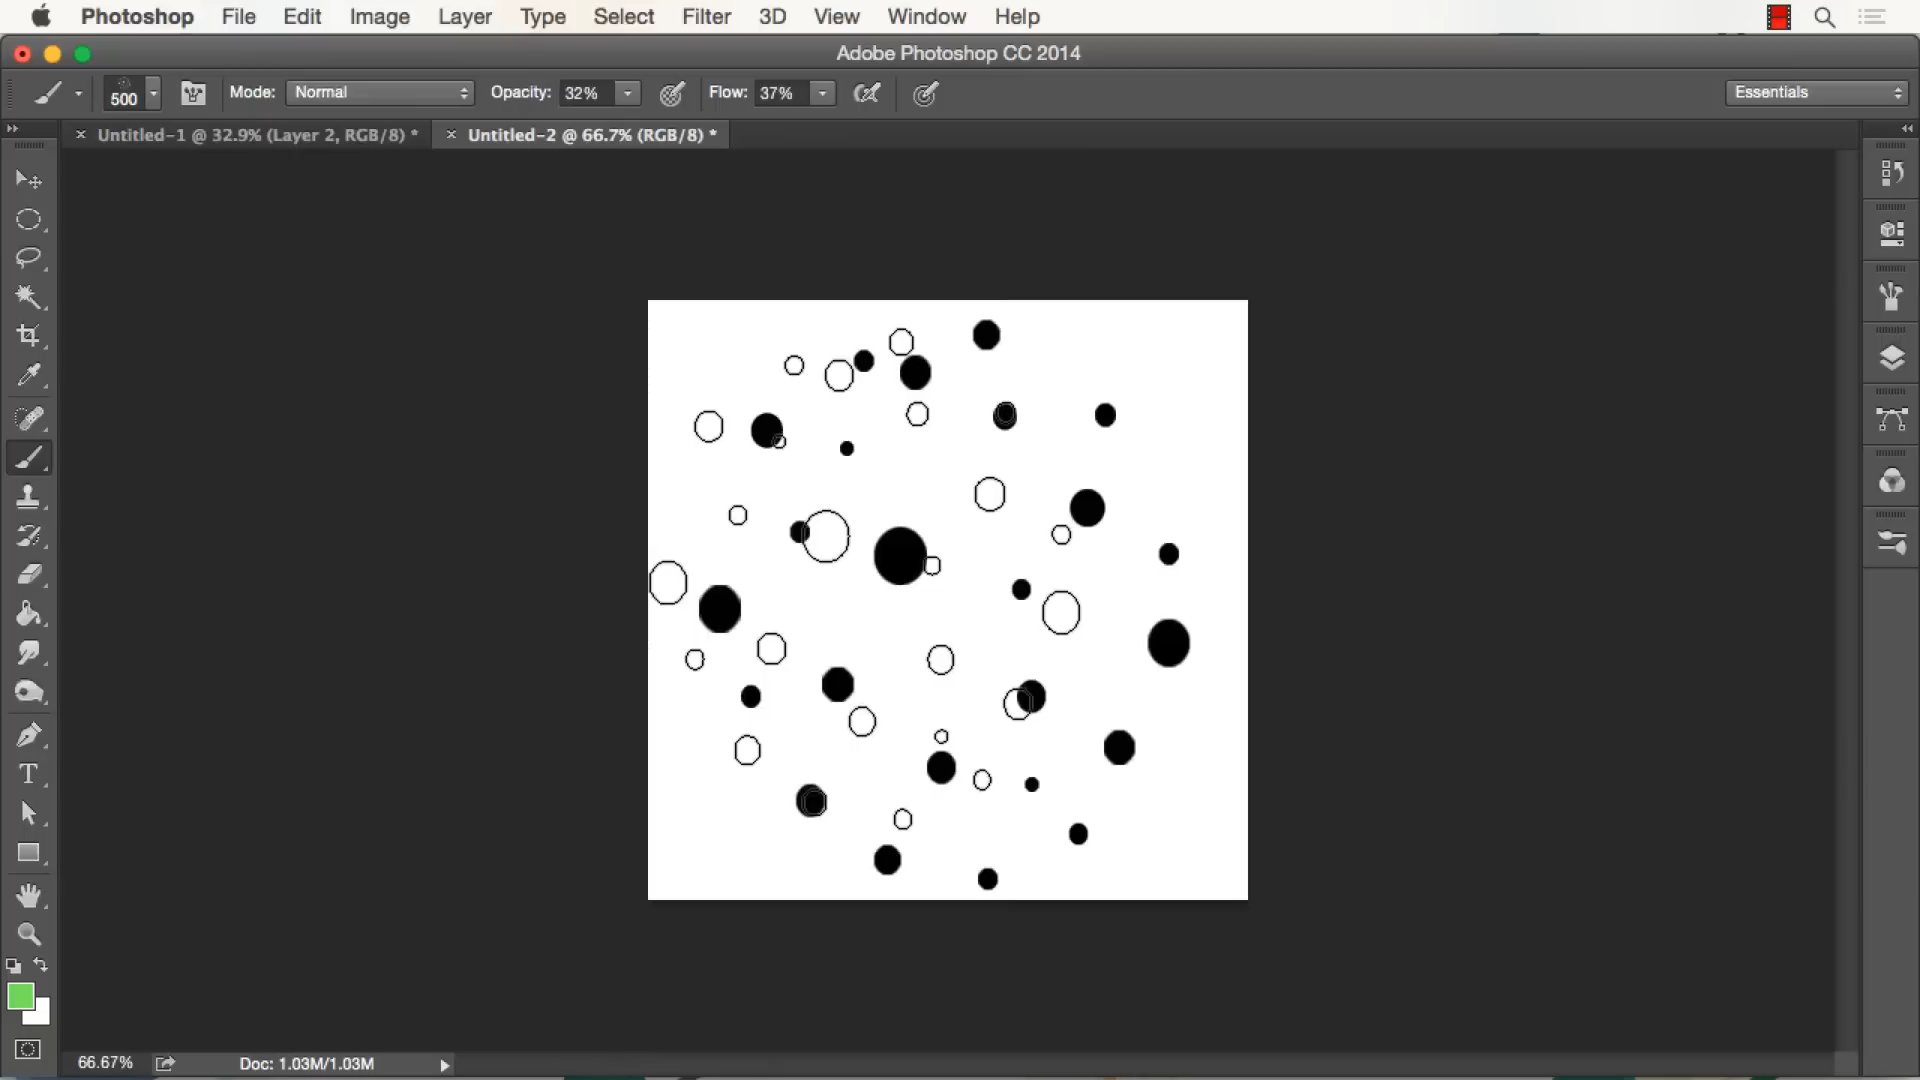 Photoshop File Edit Image Layer Type Select Filter 3D View Window Help
Adobe Photoshop CC 2014
500 Mode: Normal Opacity: 32% Flow: 37% Essentials
Untitled-1 @ 32.9% (Layer 2, RGB/8) * Untitled-2 @ 66.7% (RGB/8) *
T
66.67% Doc: 1.03M/1.03M